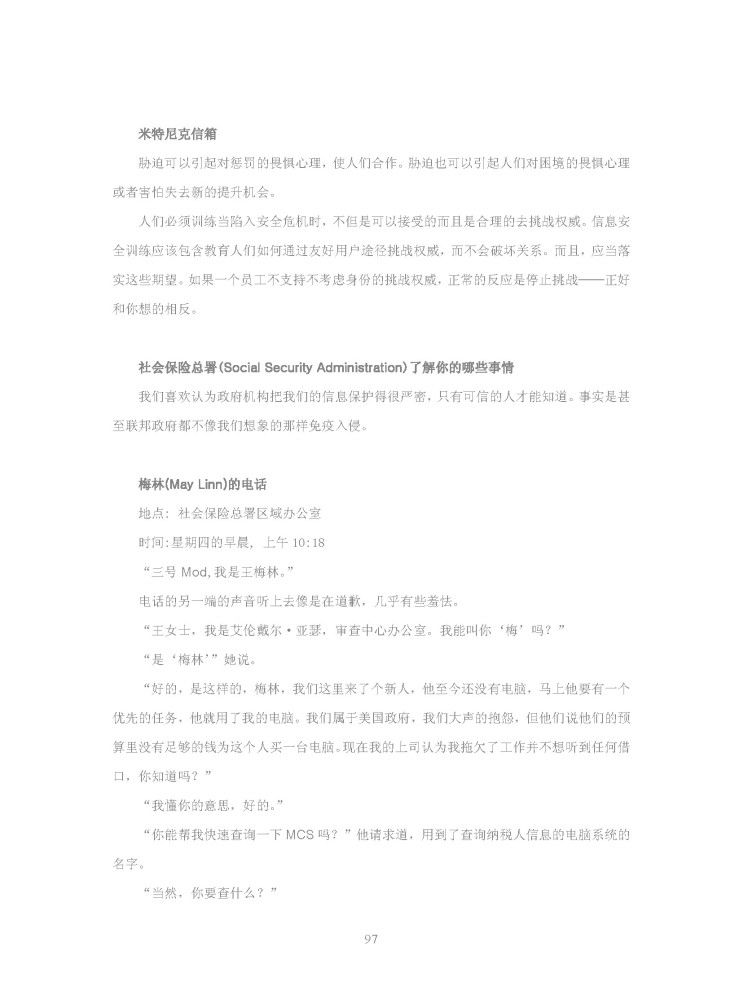 米特尼克信箱
胁迫可以引起对惩罚的畏惧心理，使人们合作。胁迫也可以引起人们对困境的畏惧心理
或者害怕失去新的提升机会。
人们必须训练当陷入安全危机时，不但是可以接受的而且是合理的去挑战权威。信息安
全训练应该包含教育人们如何通过友好用户途径挑战权威，而不会破坏关系。而且，应当落
实这些期望。如果一个员工不支持不考虑身份的挑战权威，正常的反应是停止挑战——正好
和你想的相反。
社会保险总署(Social Security Administration)了解你的哪些事情
我们喜欢认为政府机构把我们的信息保护得很严密，只有可信的人才能知道。事实是甚
至联邦政府都不像我们想象的那样免疫入侵。
梅林(May Linn)的电话
地点: 社会保险总署区域办公室
时间:星期四的早晨, 上午 10:18
“三号 Mod,我是王梅林。”
电话的另一端的声音听上去像是在道歉，几乎有些羞怯。
“王女士，我是艾伦戴尔·亚瑟，审查中心办公室。我能叫你‘梅’吗？”
“是‘梅林’”她说。
“好的，是这样的，梅林，我们这里来了个新人，他至今还没有电脑，马上他要有一个
优先的任务，他就用了我的电脑。我们属于美国政府，我们大声的抱怨，但他们说他们的预
算里没有足够的钱为这个人买一台电脑。现在我的上司认为我拖欠了工作并不想听到任何借
口，你知道吗？”
“我懂你的意思，好的。”
“你能帮我快速查询一下 MCS 吗？”他请求道，用到了查询纳税人信息的电脑系统的
名字。
“当然，你要查什么？”
97